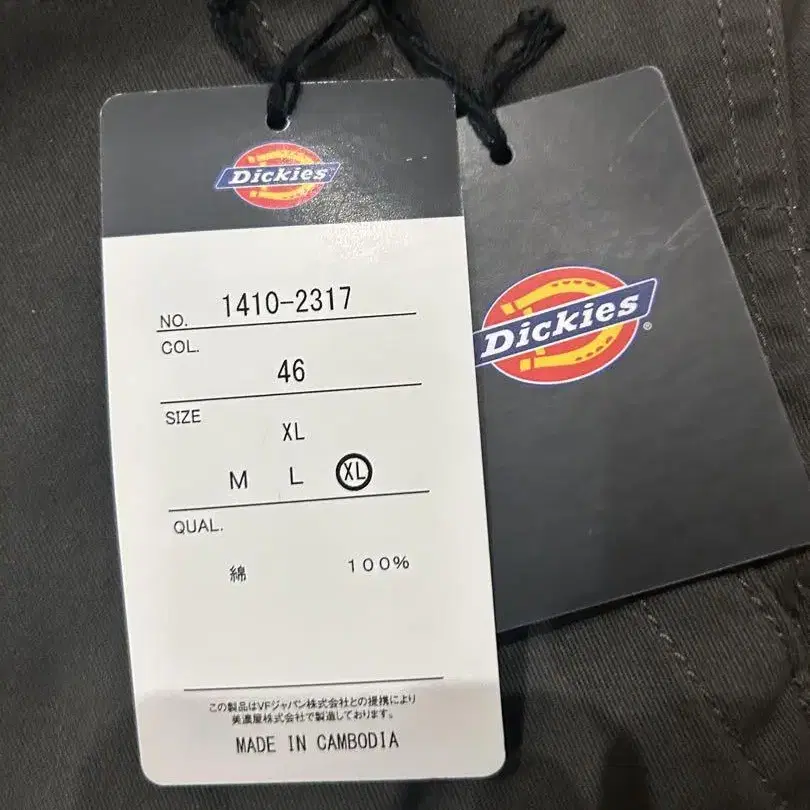 Dickies
NO. 1410-2317
COL.
46
SIZE
XL
M L XL
QUAL.
綿 100%
この製品はVFジャパン株式会社との提携により
美濃屋株式会社で製造しております。
MADE IN CAMBODIA
Dickies®